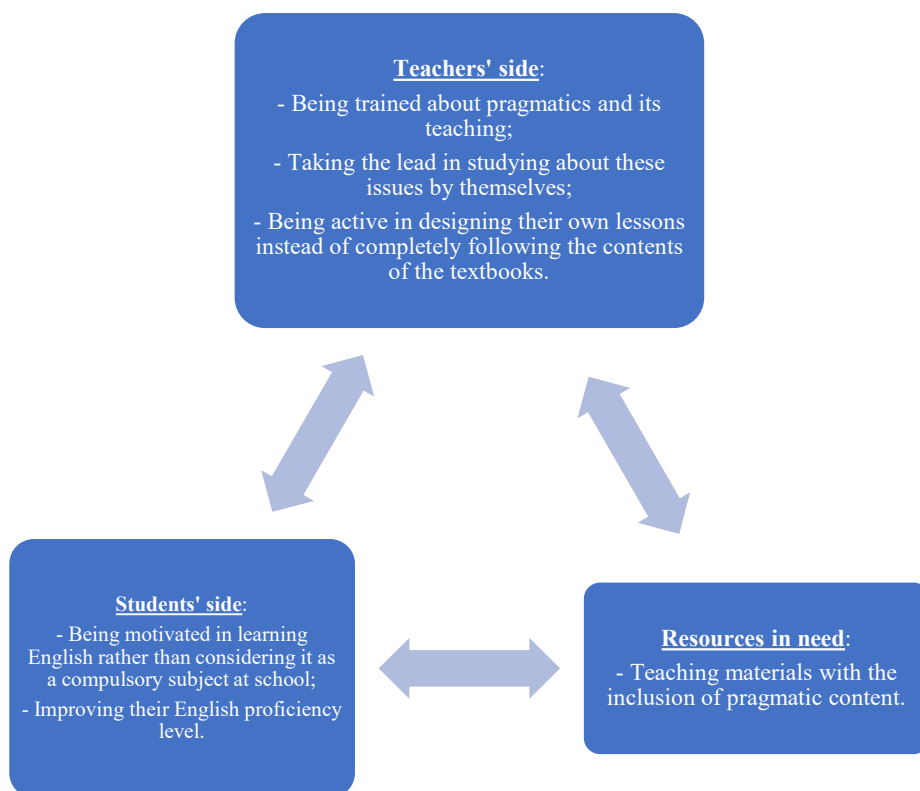 Teachers' side:
- Being trained about pragmatics and its
teaching;
- Taking the lead in studying about these
issues by themselves;
- Being active in designing their own lessons
instead of completely following the contents
of the textbooks.
Students' side:
- Being motivated in learning
English rather than considering it as
a compulsory subject at school;
- Improving their English proficiency
level.
Resources in need:
- Teaching materials with the
inclusion of pragmatic content.